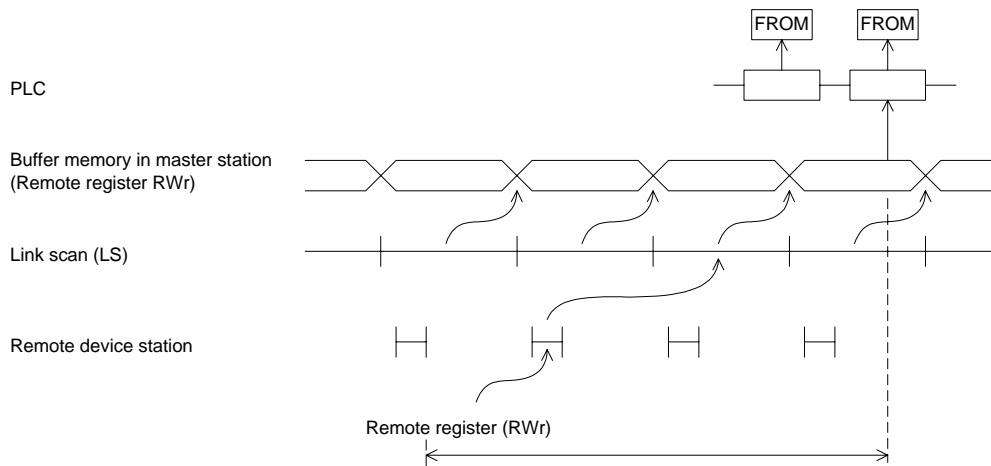 FROM FROM
PLC
Buffer memory in master station
(Remote register RWr)
Link scan (LS)
Remote device station
Remote register (RWr)